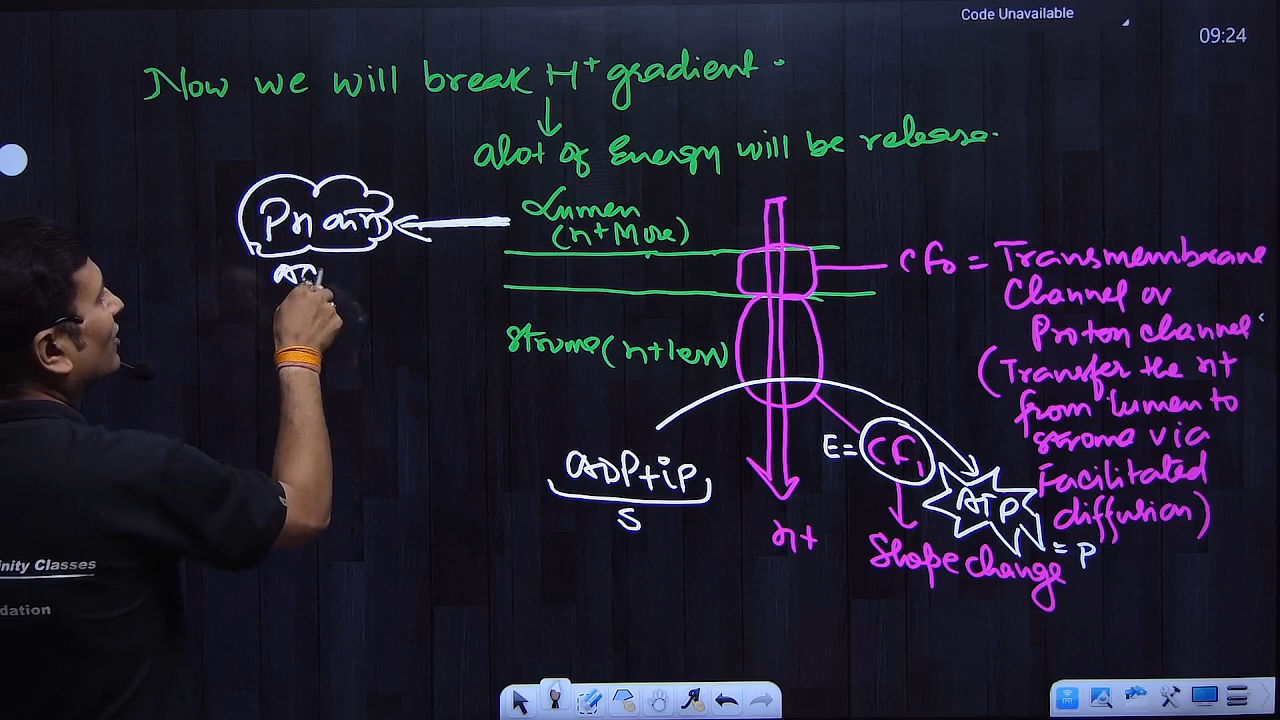 Code Unavailable
09:24
Now we will break H+ gradient.
alot of Energy will be release.
Lumen
(H+ More)
CF0 = Transmembrane
Channel or
Proton channel
(Transfer the H+
from lumen to
stroma via
Facilitated
diffusion)
Stroma (H+ less)
ADP+iP
S
E= CF1
ATP
= P
H+
Shape change
inity Classes
dation